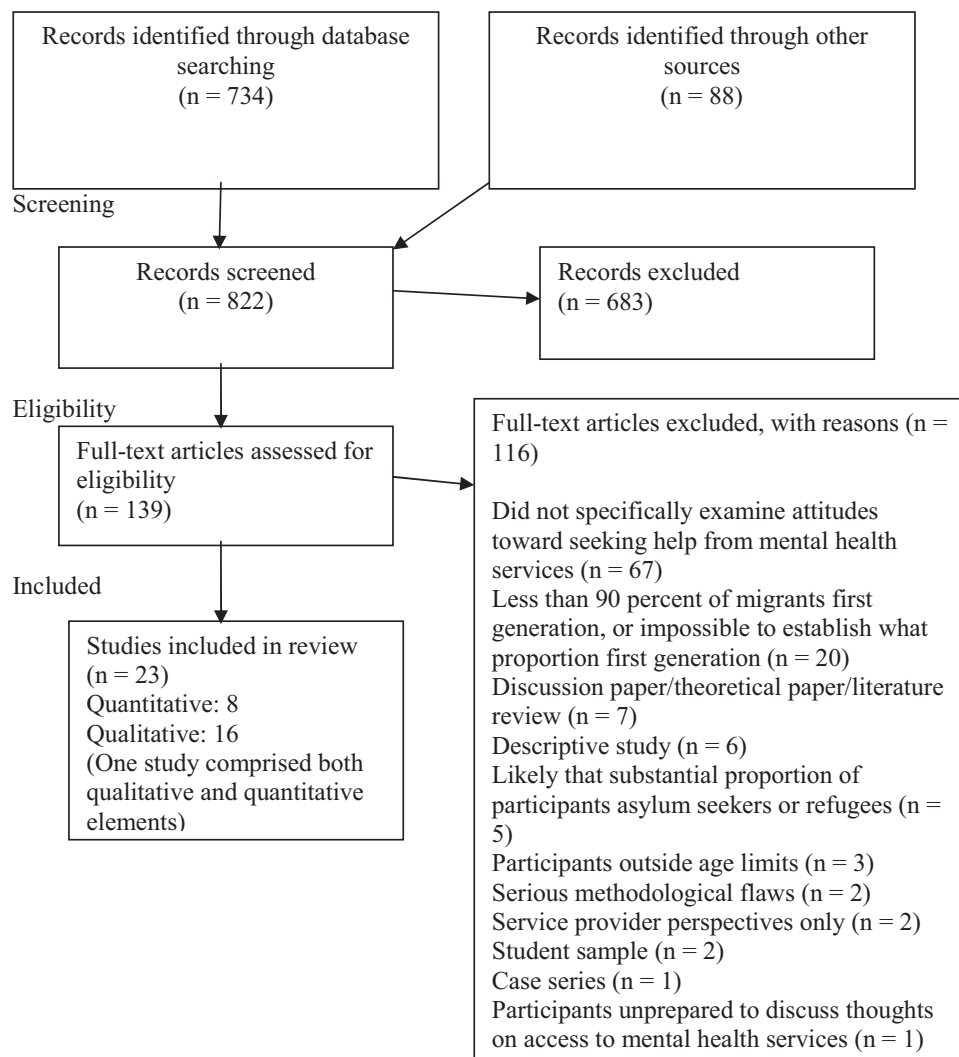 Records identified through database
searching
(n = 734)
Records identified through other
sources
(n = 88)
Screening
Records screened
(n = 822)
Records excluded
(n = 683)
Eligibility
Full-text articles assessed for
eligibility
(n = 139)
Full-text articles excluded, with reasons (n =
116)
Did not specifically examine attitudes
toward seeking help from mental health
services (n = 67)
Less than 90 percent of migrants first
generation, or impossible to establish what
proportion first generation (n = 20)
Discussion paper/theoretical paper/literature
review (n = 7)
Descriptive study (n = 6)
Likely that substantial proportion of
participants asylum seekers or refugees (n =
5)
Participants outside age limits (n = 3)
Serious methodological flaws (n = 2)
Service provider perspectives only (n = 2)
Student sample (n = 2)
Case series (n = 1)
Participants unprepared to discuss thoughts
on access to mental health services (n = 1)
Included
Studies included in review
(n = 23)
Quantitative: 8
Qualitative: 16
(One study comprised both
qualitative and quantitative
elements)